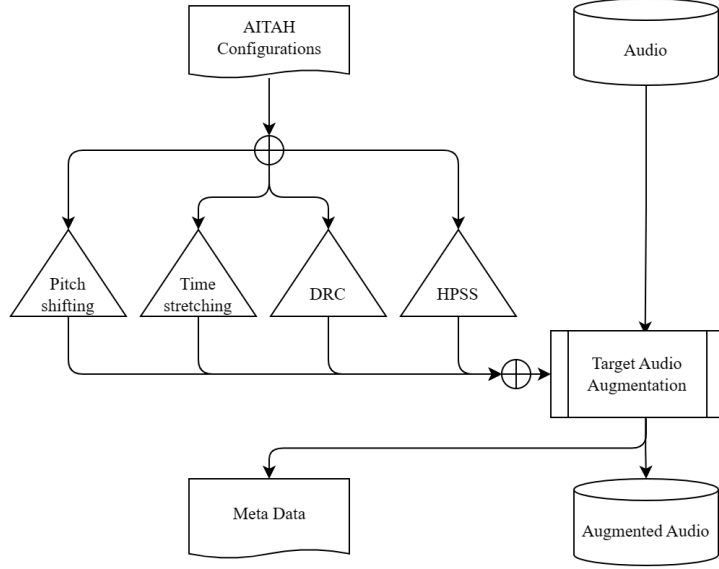 AITAH
Configurations
Audio
Pitch
shifting
Time
stretching
DRC
HPSS
Target Audio
Augmentation
Meta Data
Augmented Audio